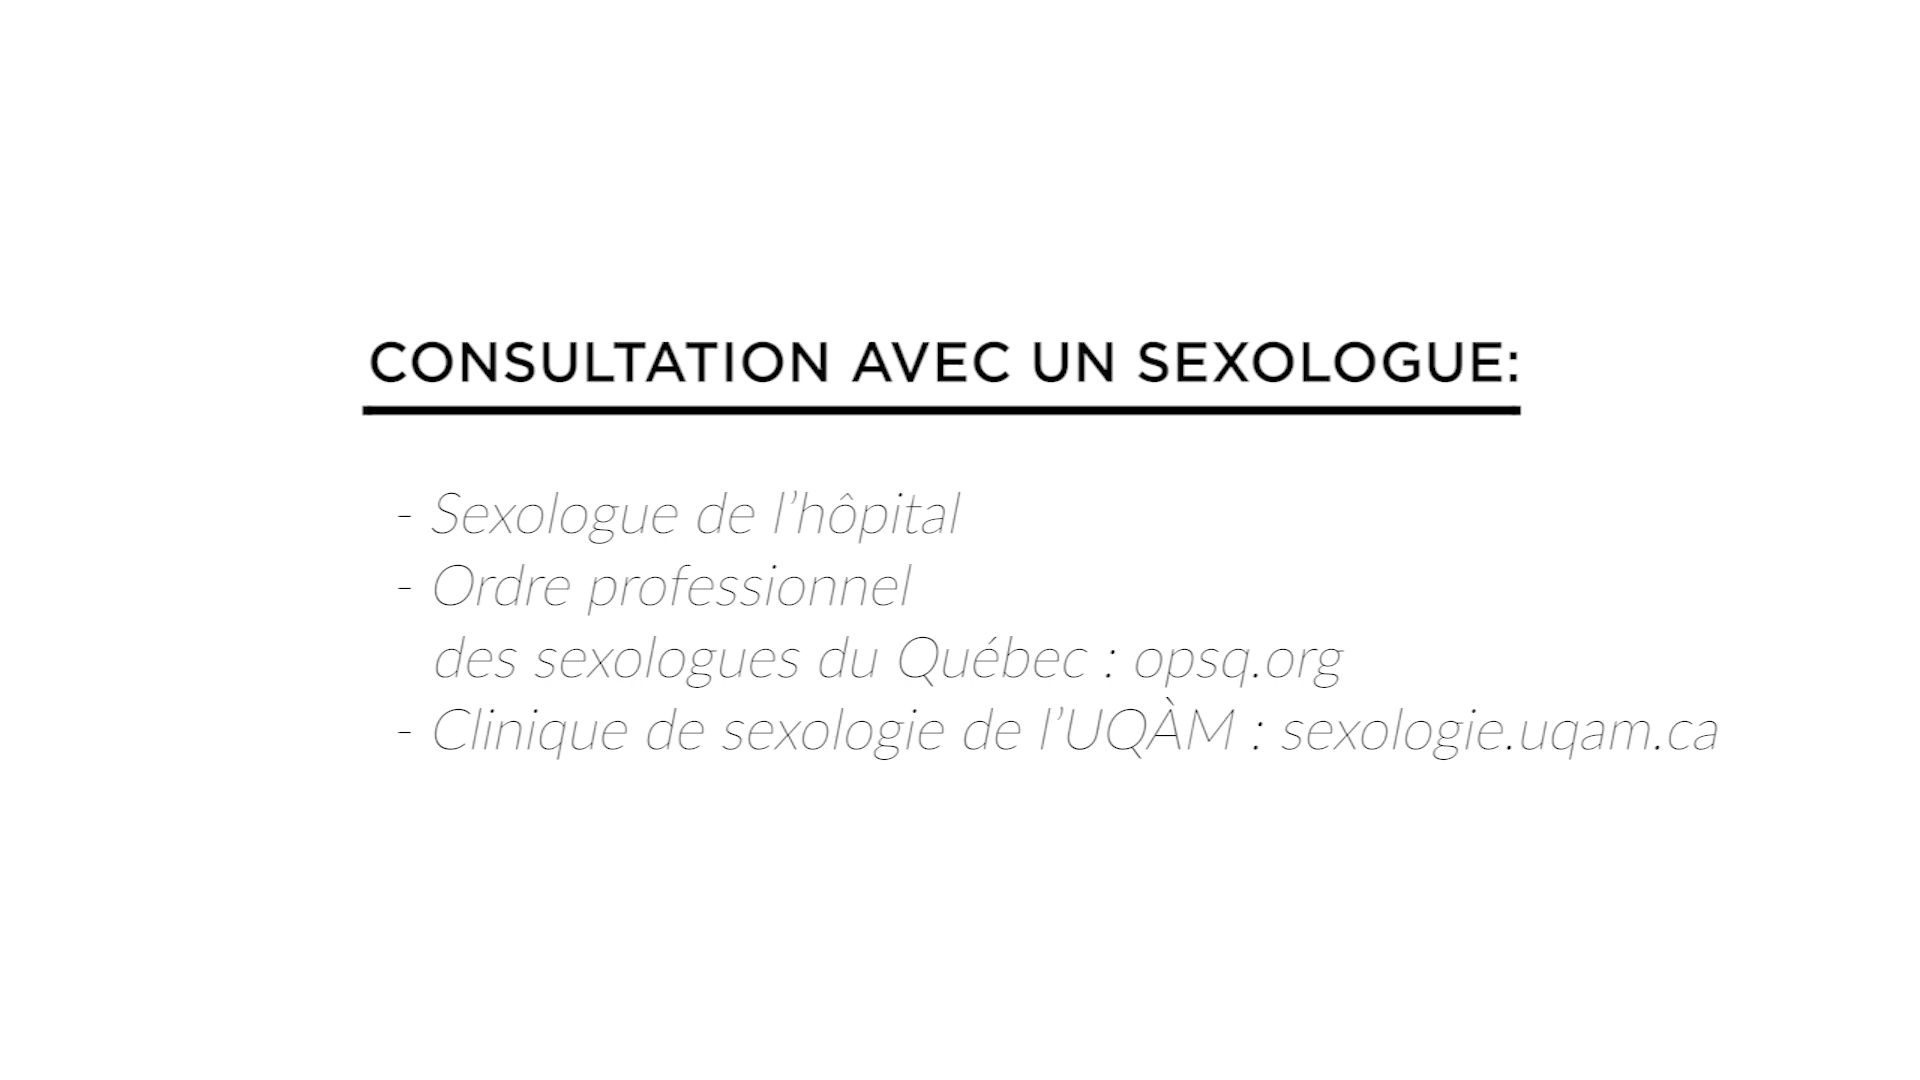 CONSULTATION AVEC UN SEXOLOGUE:
- Sexologue de l’hôpital
- Ordre professionnel
des sexologues du Québec : opsq.org
- Clinique de sexologie de l’UQÀM : sexologie.uqam.ca